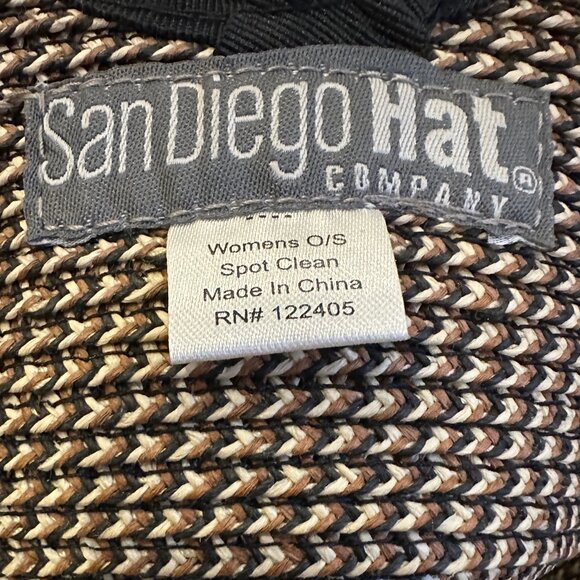 San Diego Hat®
COMPANY
Womens O/S
Spot Clean
Made In China
RN# 122405